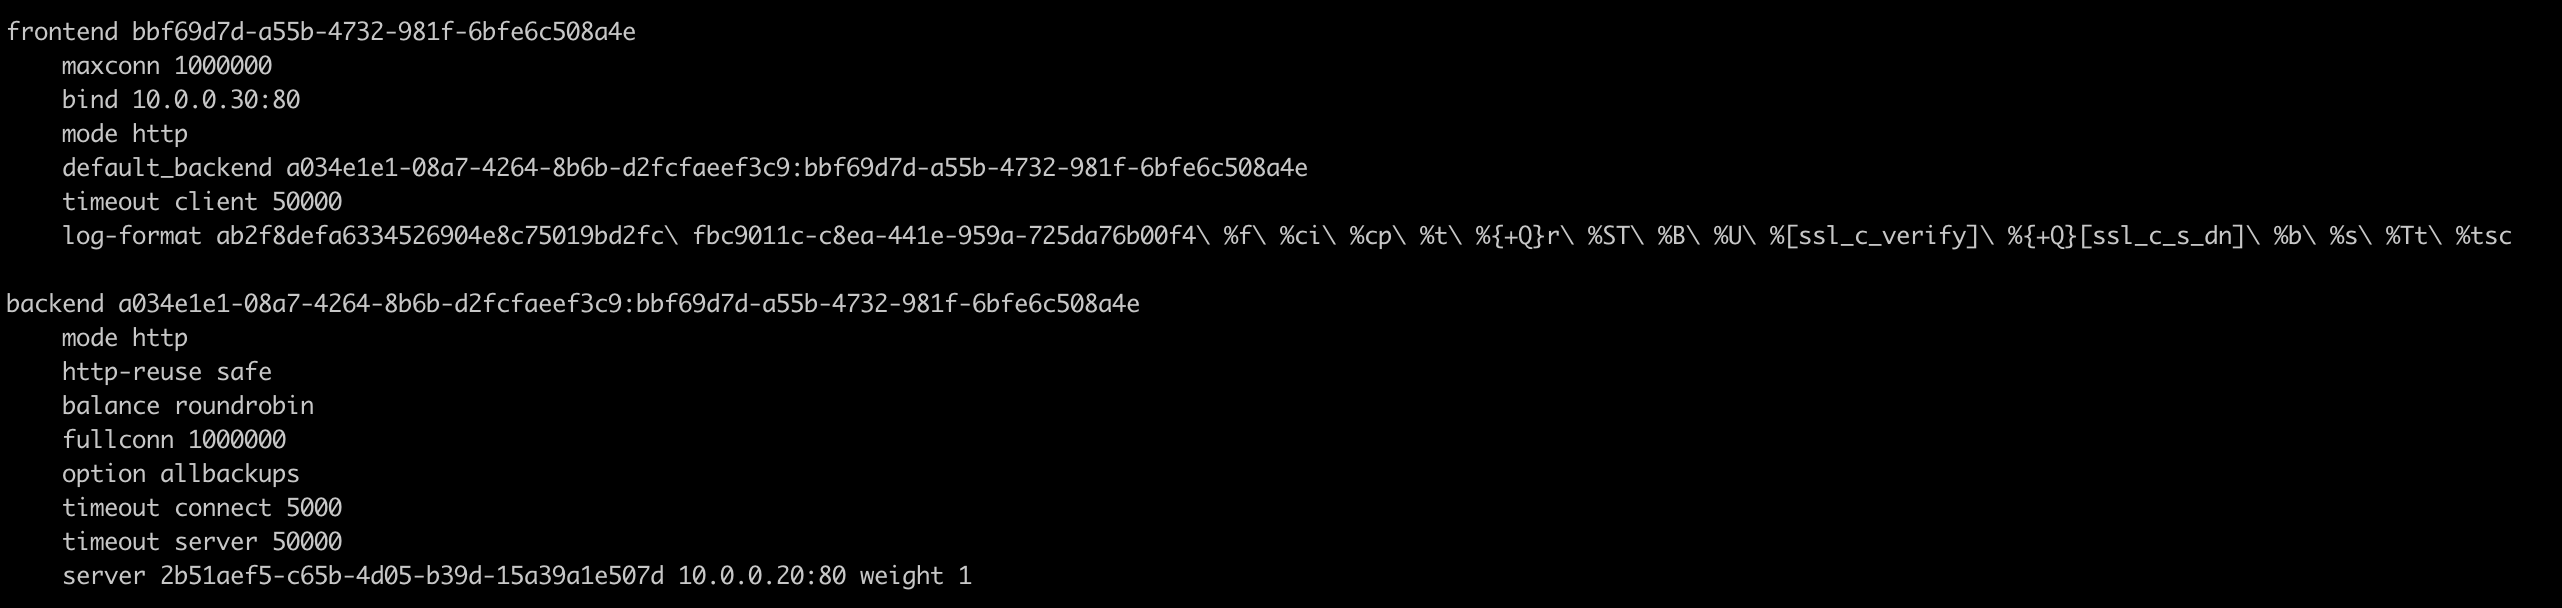 frontend bbf69d7d-a55b-4732-981f-6bfe6c508a4e
    maxconn 1000000
    bind 10.0.0.30:80
    mode http
    default_backend a034e1e1-08a7-4264-8b6b-d2fcfaeef3c9:bbf69d7d-a55b-4732-981f-6bfe6c508a4e
    timeout client 50000
    log-format ab2f8defa6334526904e8c75019bd2fc\ fbc9011c-c8ea-441e-959a-725da76b00f4\ %f\ %ci\ %cp\ %t\ %{+Q}r\ %ST\ %B\ %U\ %[ssl_c_verify]\ %{+Q}[ssl_c_s_dn]\ %b\ %s\ %Tt\ %tsc

backend a034e1e1-08a7-4264-8b6b-d2fcfaeef3c9:bbf69d7d-a55b-4732-981f-6bfe6c508a4e
    mode http
    http-reuse safe
    balance roundrobin
    fullconn 1000000
    option allbackups
    timeout connect 5000
    timeout server 50000
    server 2b51aef5-c65b-4d05-b39d-15a39a1e507d 10.0.0.20:80 weight 1